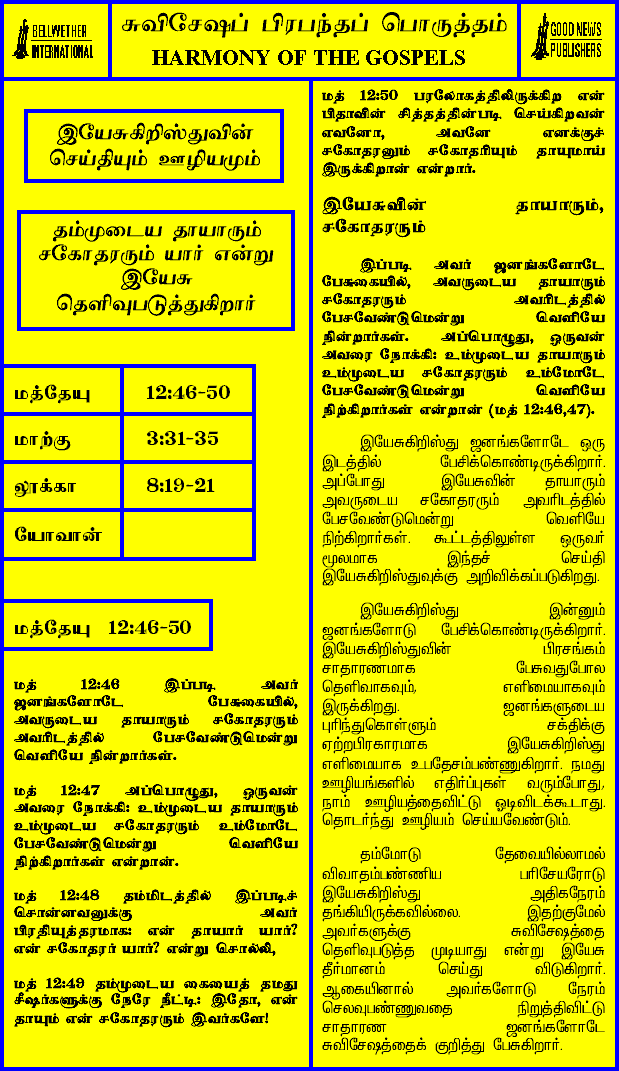 BELLWETHER
INTERNATIONAL
சுவிசேஷப் பிரபந்தப் பொருத்தம்
HARMONY OF THE GOSPELS
GOOD NEWS
PUBLISHERS
இயேசுகிறிஸ்துவின்
செய்தியும் ஊழியமும்
தம்முடைய தாயாரும்
சகோதரரும் யார் என்று
இயேசு
தெளிவுபடுத்துகிறார்
மத்தேயு 12:46-50
மாற்கு 3:31-35
லூக்கா 8:19-21
யோவான்
மத்தேயு 12:46-50
மத் 12:46 இப்படி அவர்
ஜனங்களோடே பேசுகையில்,
அவருடைய தாயாரும் சகோதரரும்
அவரிடத்தில் பேசவேண்டுமென்று
வெளியே நின்றார்கள்.
மத் 12:47 அப்பொழுது, ஒருவன்
அவரை நோக்கி: உம்முடைய தாயாரும்
உம்முடைய சகோதரரும் உம்மோடே
பேசவேண்டுமென்று வெளியே
நிற்கிறார்கள் என்றான்.
மத் 12:48 தம்மிடத்தில் இப்படிச்
சொன்னவனுக்கு அவர்
பிரதியுத்தரமாக: என் தாயார் யார்?
என் சகோதரர் யார்? என்று சொல்லி,
மத் 12:49 தம்முடைய கையைத் தமது
சீஷர்களுக்கு நேரே நீட்டி: இதோ, என்
தாயும் என் சகோதரரும் இவர்களே!
மத் 12:50 பரலோகத்திலிருக்கிற என்
பிதாவின் சித்தத்தின்படி செய்கிறவன்
எவனோ, அவனே எனக்குச்
சகோதரனும் சகோதரியும் தாயுமாய்
இருக்கிறான் என்றார்.
இயேசுவின் தாயாரும்,
சகோதரரும்
இப்படி அவர் ஜனங்களோடே
பேசுகையில், அவருடைய தாயாரும்
சகோதரரும் அவரிடத்தில்
பேசவேண்டுமென்று வெளியே
நின்றார்கள். அப்பொழுது, ஒருவன்
அவரை நோக்கி: உம்முடைய தாயாரும்
உம்முடைய சகோதரரும் உம்மோடே
பேசவேண்டுமென்று வெளியே
நிற்கிறார்கள் என்றான் (மத் 12:46,47).
இயேசுகிறிஸ்து ஜனங்களோடே ஒரு
இடத்தில் பேசிக்கொண்டிருக்கிறார்.
அப்போது இயேசுவின் தாயாரும்
அவருடைய சகோதரரும் அவரிடத்தில்
பேசவேண்டுமென்று வெளியே
நிற்கிறார்கள். கூட்டத்திலுள்ள ஒருவர்
மூலமாக இந்தச் செய்தி
இயேசுகிறிஸ்துவுக்கு அறிவிக்கப்படுகிறது.
இயேசுகிறிஸ்து இன்னும்
ஜனங்களோடு பேசிக்கொண்டிருக்கிறார்.
இயேசுகிறிஸ்துவின் பிரசங்கம்
சாதாரணமாக பேசுவதுபோல
தெளிவாகவும், எளிமையாகவும்
இருக்கிறது. ஜனங்களுடைய
புரிந்துகொள்ளும் சக்திக்கு
ஏற்றபிரகாரமாக இயேசுகிறிஸ்து
எளிமையாக உபதேசம்பண்ணுகிறார். நமது
ஊழியங்களில் எதிர்ப்புகள் வரும்போது,
நாம் ஊழியத்தைவிட்டு ஓடிவிடக்கூடாது.
தொடர்ந்து ஊழியம் செய்யவேண்டும்.
தம்மோடு தேவையில்லாமல்
விவாதம்பண்ணிய பரிசேயரோடு
இயேசுகிறிஸ்து அதிகநேரம்
தங்கியிருக்கவில்லை. இதற்குமேல்
அவர்களுக்கு சுவிசேஷத்தை
தெளிவுபடுத்த முடியாது என்று இயேசு
தீர்மானம் செய்து விடுகிறார்.
ஆகையினால் அவர்களோடு நேரம்
செலவுபண்ணுவதை நிறுத்திவிட்டு
சாதாரண ஜனங்களோடே
சுவிசேஷத்தைக் குறித்து பேசுகிறார்.